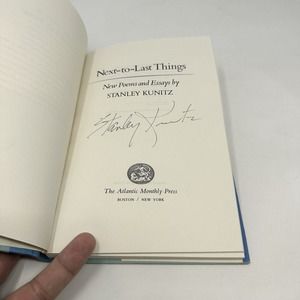 Next-to-Last Things
New Poems and Essays by
STANLEY KUNITZ
Stanley Kunitz
The Atlantic Monthly Press
BOSTON / NEW YORK